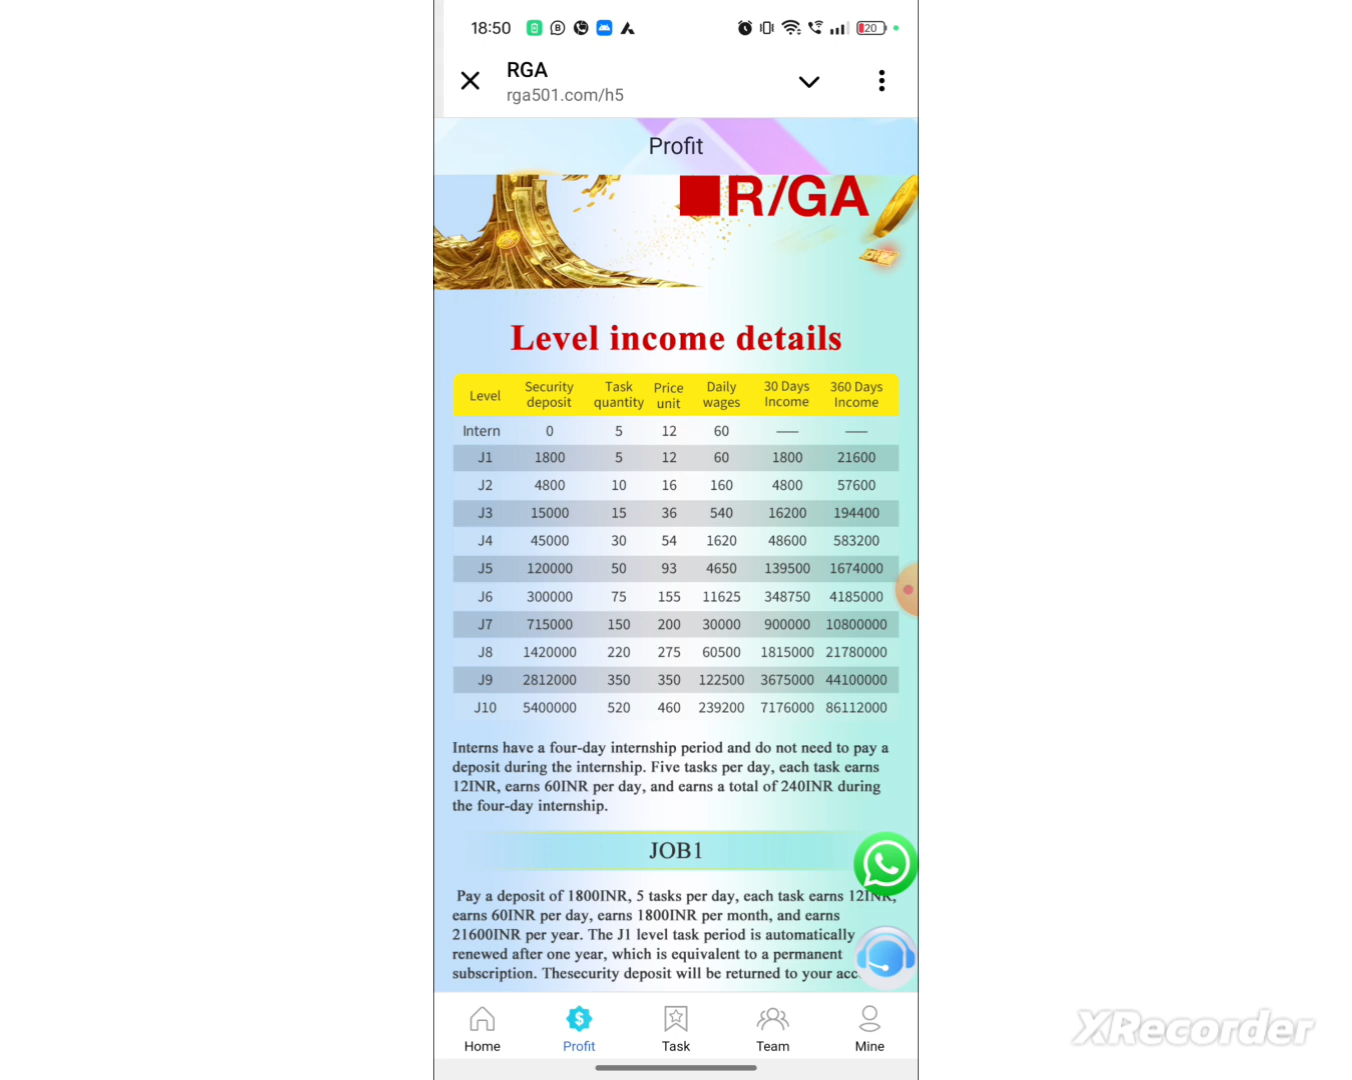 18:50
20
RGA
rga501.com/h5
Profit
R/GA
Level income details
Level Security deposit Task quantity Price unit Daily wages 30 Days Income 360 Days Income
Intern 0 5 12 60 — —
J1 1800 5 12 60 1800 21600
J2 4800 10 16 160 4800 57600
J3 15000 15 36 540 16200 194400
J4 45000 30 54 1620 48600 583200
J5 120000 50 93 4650 139500 1674000
J6 300000 75 155 11625 348750 4185000
J7 715000 150 200 30000 900000 10800000
J8 1420000 220 275 60500 1815000 21780000
J9 2812000 350 350 122500 3675000 44100000
J10 5400000 520 460 239200 7176000 86112000
Interns have a four-day internship period and do not need to pay a
deposit during the internship. Five tasks per day, each task earns
12INR, earns 60INR per day, and earns a total of 240INR during
the four-day internship.
JOB1
Pay a deposit of 1800INR, 5 tasks per day, each task earns 12INR,
earns 60INR per day, earns 1800INR per month, and earns
21600INR per year. The J1 level task period is automatically
renewed after one year, which is equivalent to a permanent
subscription. Thesecurity deposit will be returned to your acc
Home Profit Task Team Mine
XRecorder